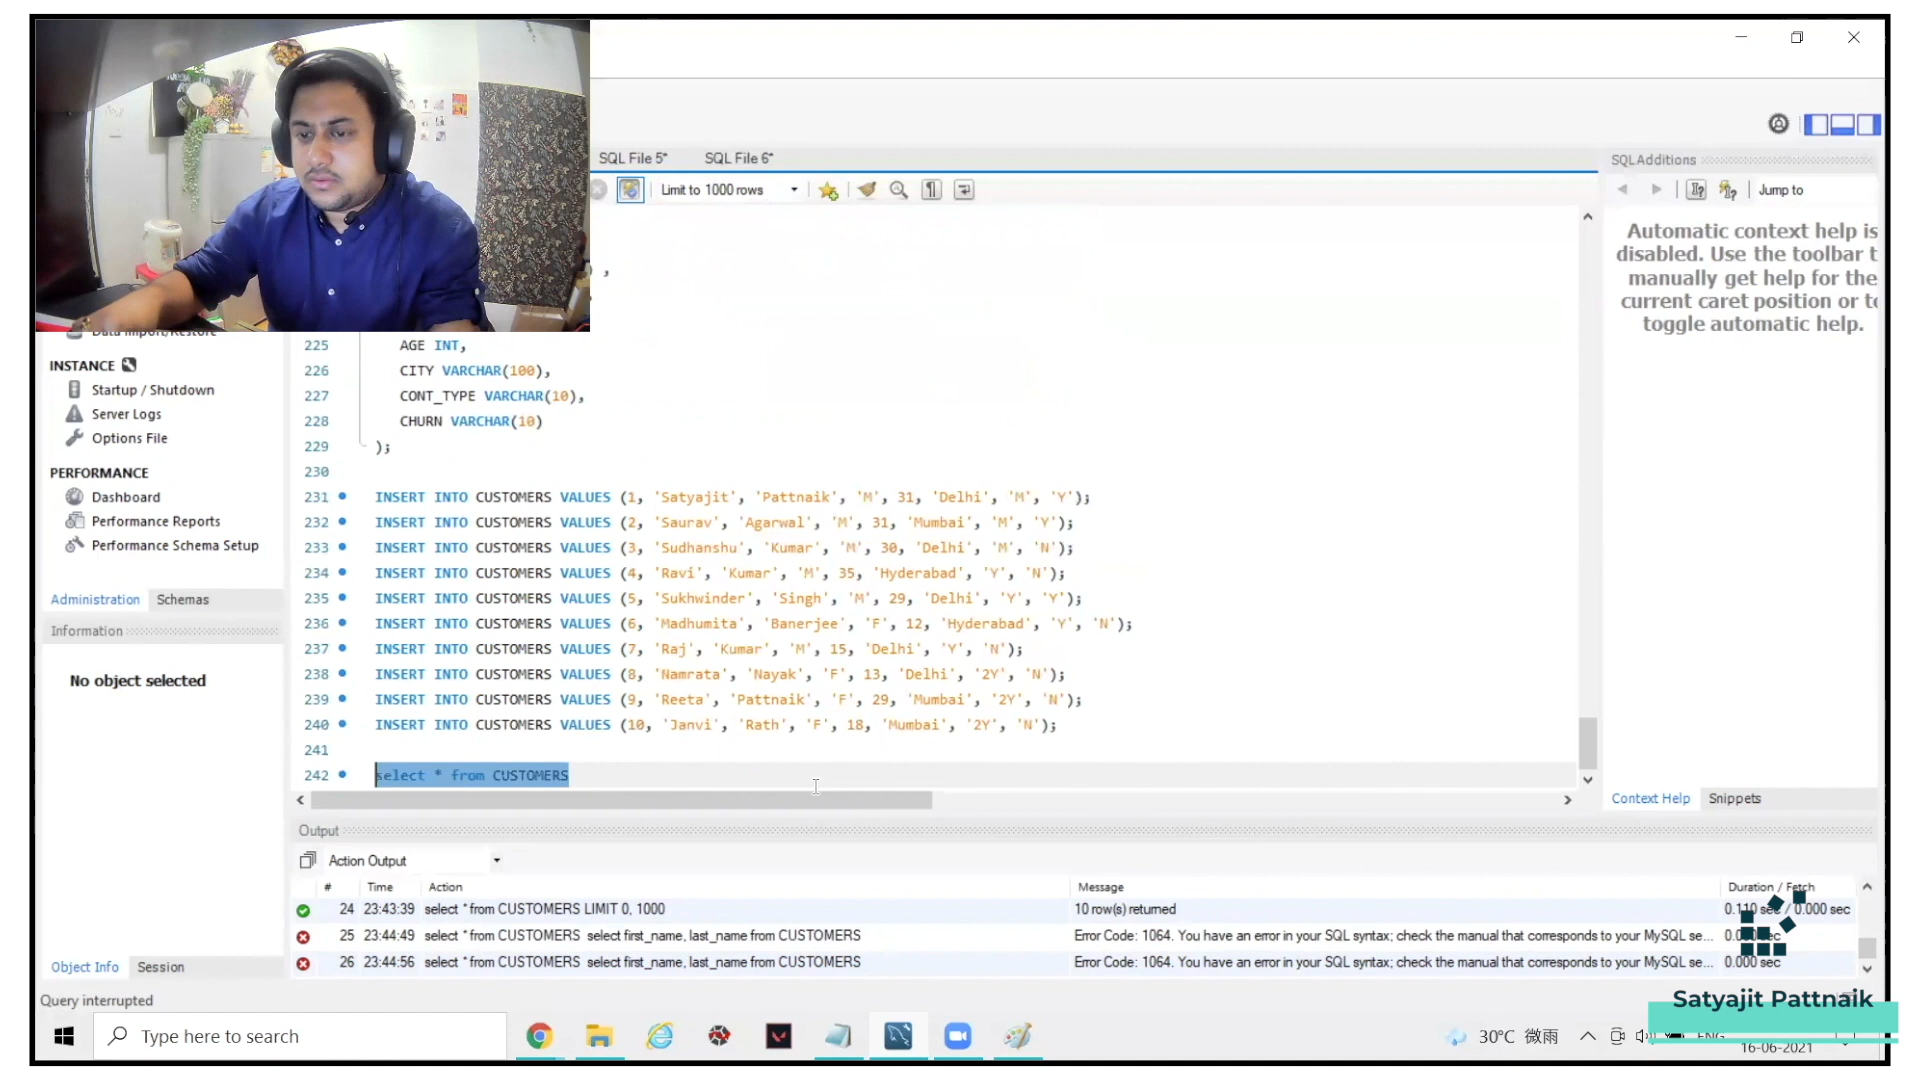 SQL File 5*
SQL File 6*
SQLAdditions
Limit to 1000 rows
Jump to
Automatic context help is
disabled. Use the toolbar t
manually get help for the
current caret position or to
toggle automatic help.
,
Data Import/Restore
INSTANCE
Startup / Shutdown
Server Logs
Options File
PERFORMANCE
Dashboard
Performance Reports
Performance Schema Setup
Administration
Schemas
Information
No object selected
225 AGE INT,
226 CITY VARCHAR(100),
227 CONT_TYPE VARCHAR(10),
228 CHURN VARCHAR(10)
229 );
230
231 INSERT INTO CUSTOMERS VALUES (1, 'Satyajit', 'Pattnaik', 'M', 31, 'Delhi', 'M', 'Y');
232 INSERT INTO CUSTOMERS VALUES (2, 'Saurav', 'Agarwal', 'M', 31, 'Mumbai', 'M', 'Y');
233 INSERT INTO CUSTOMERS VALUES (3, 'Sudhanshu', 'Kumar', 'M', 30, 'Delhi', 'M', 'N');
234 INSERT INTO CUSTOMERS VALUES (4, 'Ravi', 'Kumar', 'M', 35, 'Hyderabad', 'Y', 'N');
235 INSERT INTO CUSTOMERS VALUES (5, 'Sukhwinder', 'Singh', 'M', 29, 'Delhi', 'Y', 'Y');
236 INSERT INTO CUSTOMERS VALUES (6, 'Madhumita', 'Banerjee', 'F', 12, 'Hyderabad', 'Y', 'N');
237 INSERT INTO CUSTOMERS VALUES (7, 'Raj', 'Kumar', 'M', 15, 'Delhi', 'Y', 'N');
238 INSERT INTO CUSTOMERS VALUES (8, 'Namrata', 'Nayak', 'F', 13, 'Delhi', '2Y', 'N');
239 INSERT INTO CUSTOMERS VALUES (9, 'Reeta', 'Pattnaik', 'F', 29, 'Mumbai', '2Y', 'N');
240 INSERT INTO CUSTOMERS VALUES (10, 'Janvi', 'Rath', 'F', 18, 'Mumbai', '2Y', 'N');
241
242 select * from CUSTOMERS
Context Help
Snippets
Output
Action Output
# Time Action Message Duration / Fetch
24 23:43:39 select * from CUSTOMERS LIMIT 0, 1000 10 row(s) returned 0.110 sec / 0.000 sec
25 23:44:49 select * from CUSTOMERS select first_name, last_name from CUSTOMERS Error Code: 1064. You have an error in your SQL syntax; check the manual that corresponds to your MySQL se...
26 23:44:56 select * from CUSTOMERS select first_name, last_name from CUSTOMERS Error Code: 1064. You have an error in your SQL syntax; check the manual that corresponds to your MySQL se... 0.000 sec
Object Info
Session
Query interrupted
Satyajit Pattnaik
Type here to search
30°C 微雨
ENG
16-06-2021